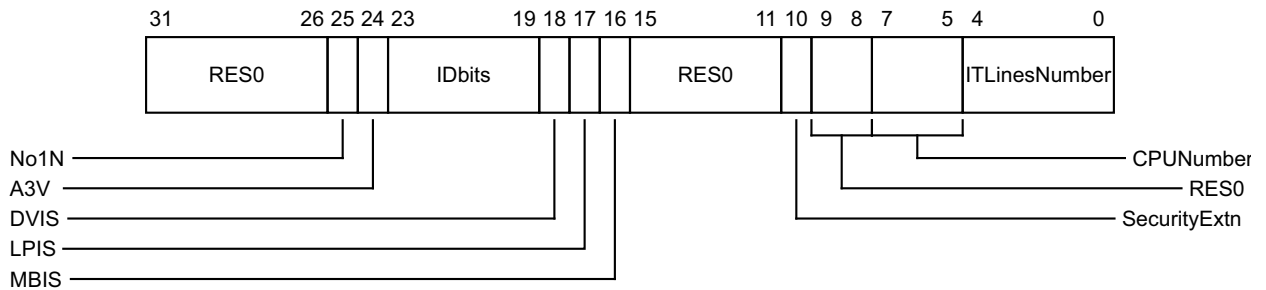 31 26 25 24 23 19 18 17 16 15 11 10 9 8 7 5 4 0
RES0 IDbits RES0 ITLinesNumber
No1N
CPUNumber
A3V
RES0
DVIS
SecurityExtn
LPIS
MBIS